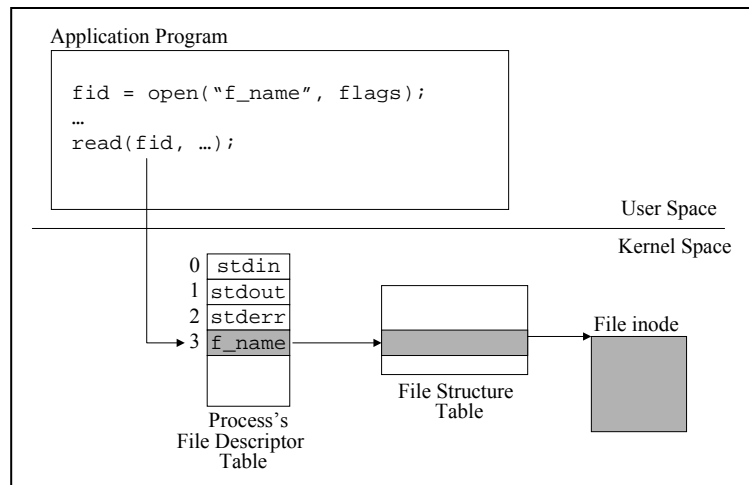 Application Program
fid = open(“f_name”, flags);
…
read(fid, …);
User Space
Kernel Space
0 stdin
1 stdout
2 stderr
3 f_name
File inode
File Structure
Table
Process’s
File Descriptor
Table